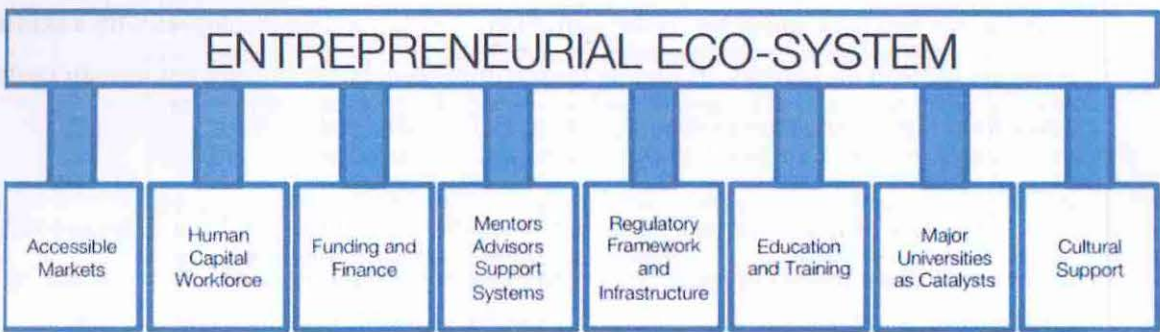 ENTREPRENEURIAL ECO-SYSTEM
Accessible
Markets
Human
Capital
Workforce
Funding and
Finance
Mentors
Advisors
Support
Systems
Regulatory
Framework
and
Infrastructure
Education
and Training
Major
Universities
as Catalysts
Cultural
Support